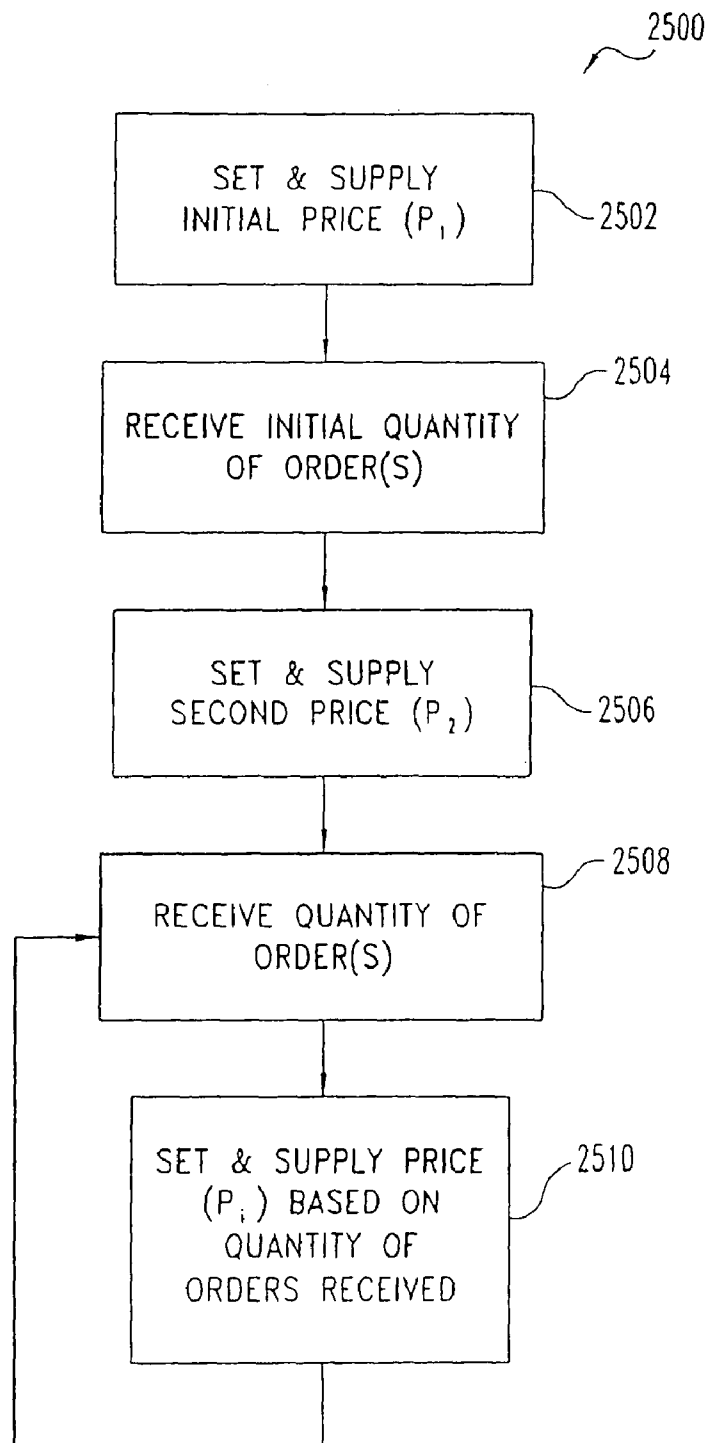 2500
SET & SUPPLY
INITIAL PRICE (P₁)
2502
2504
RECEIVE INITIAL QUANTITY
OF ORDER(S)
SET & SUPPLY
SECOND PRICE (P₂)
2506
2508
RECEIVE QUANTITY OF
ORDER(S)
SET & SUPPLY PRICE
(Pᵢ) BASED ON
QUANTITY OF
ORDERS RECEIVED
2510